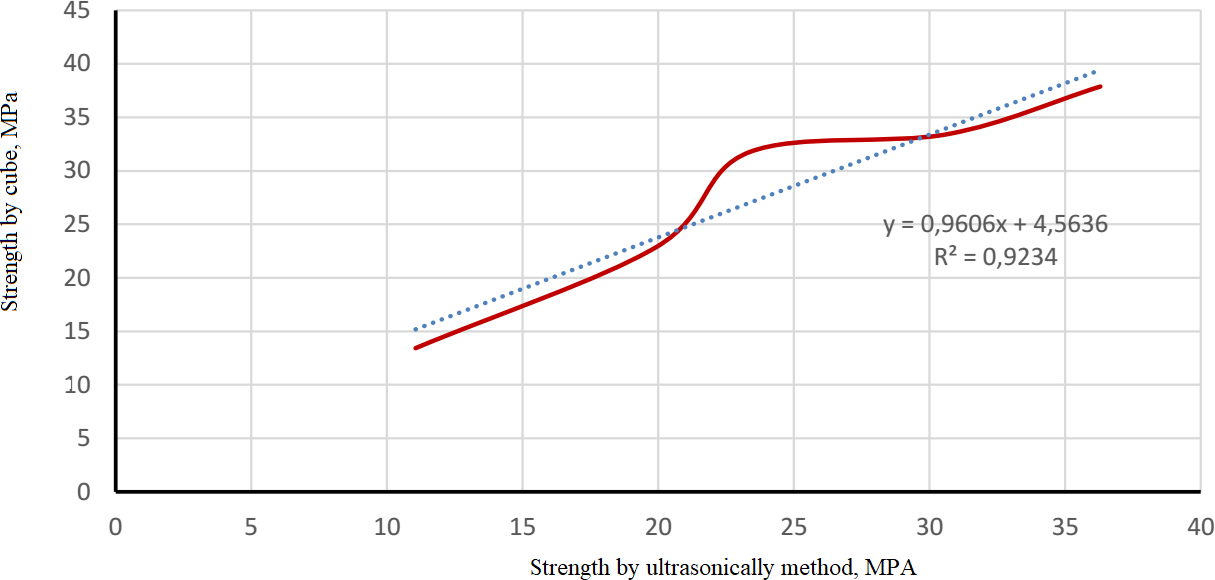 45
40
35
30
25
20
15
10
5
0
Strength by cube, MPa
y = 0,9606x + 4,5636
R² = 0,9234
0 5 10 15 20 25 30 35 40
Strength by ultrasonically method, MPA